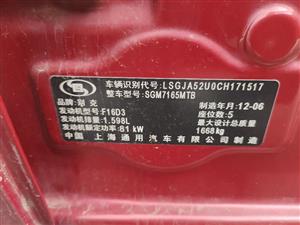 车辆识别代号:LSGJA52U0CH171517
整车型号:SGM7165MTB
品牌:别克
制造年月:12-06
发动机型号:F16D3
座位数:5
发动机排量:1.598L
最大设计总质量:
发动机额定功率:81 kW
1668kg
中国 上海通用汽车有限公司